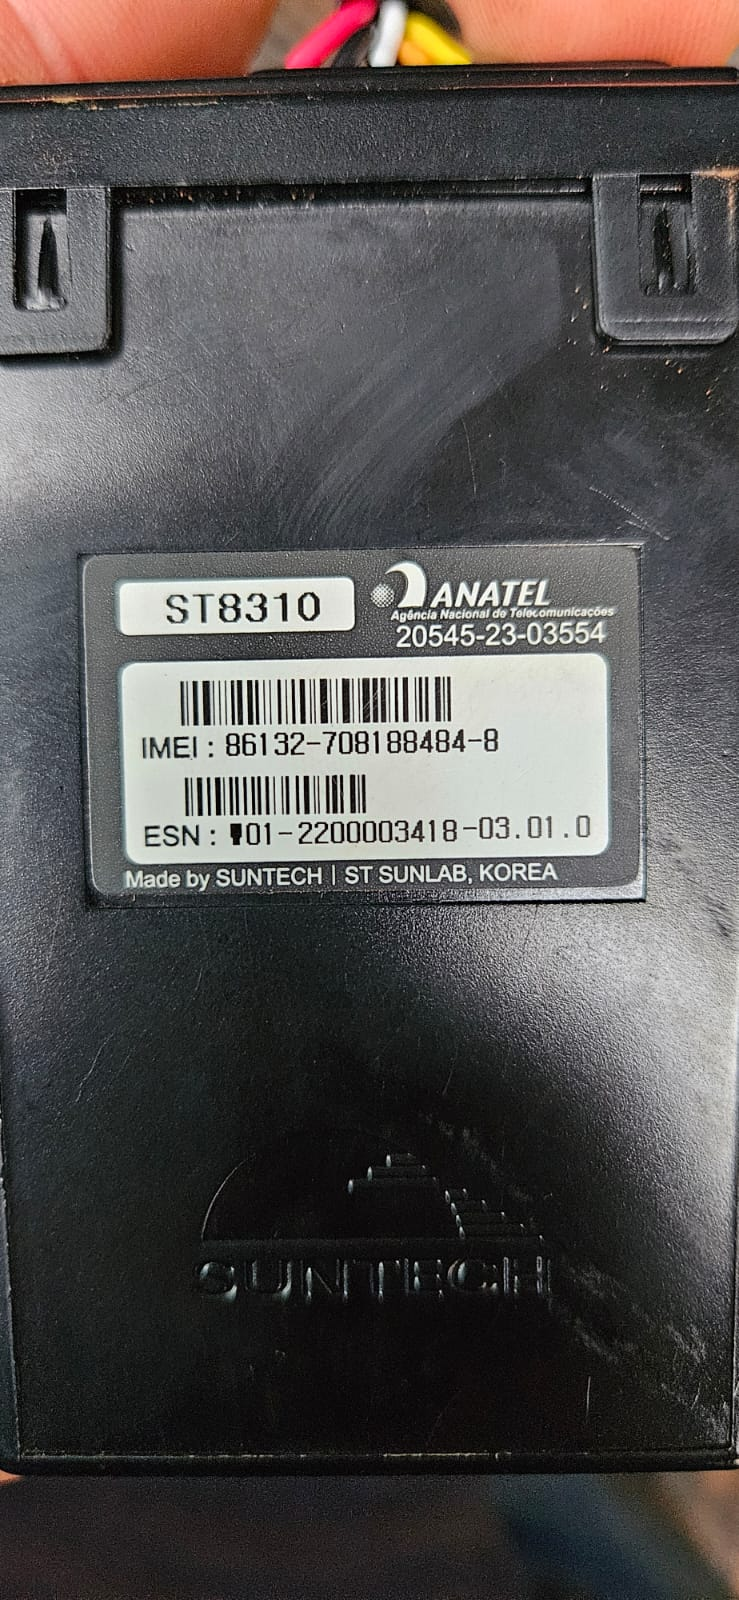 ST8310
ANATEL
Agência Nacional de Telecomunicações
20545-23-03554
IMEI : 86132-708188484-8
ESN : 01-2200003418-03.01.0
Made by SUNTECH | ST SUNLAB, KOREA
SUNTECH